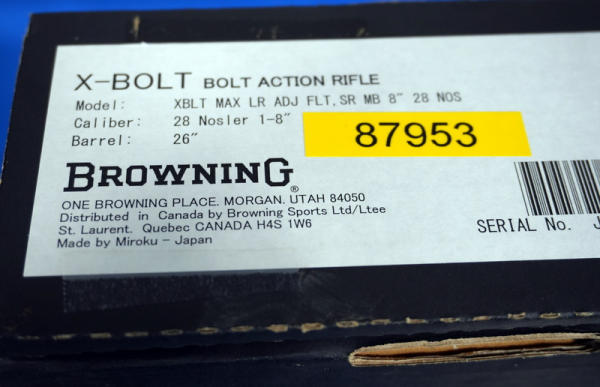 X-BOLT BOLT ACTION RIFLE
Model: XBLT MAX LR ADJ FLT,SR MB 8" 28 NOS
Caliber: 28 Nosler 1-8"
Barrel: 26"
87953
BROWNING®
ONE BROWNING PLACE. MORGAN. UTAH 84050
Distributed in Canada by Browning Sports Ltd/Ltee
St. Laurent. Quebec CANADA H4S 1W6
Made by Miroku - Japan
SERIAL No.